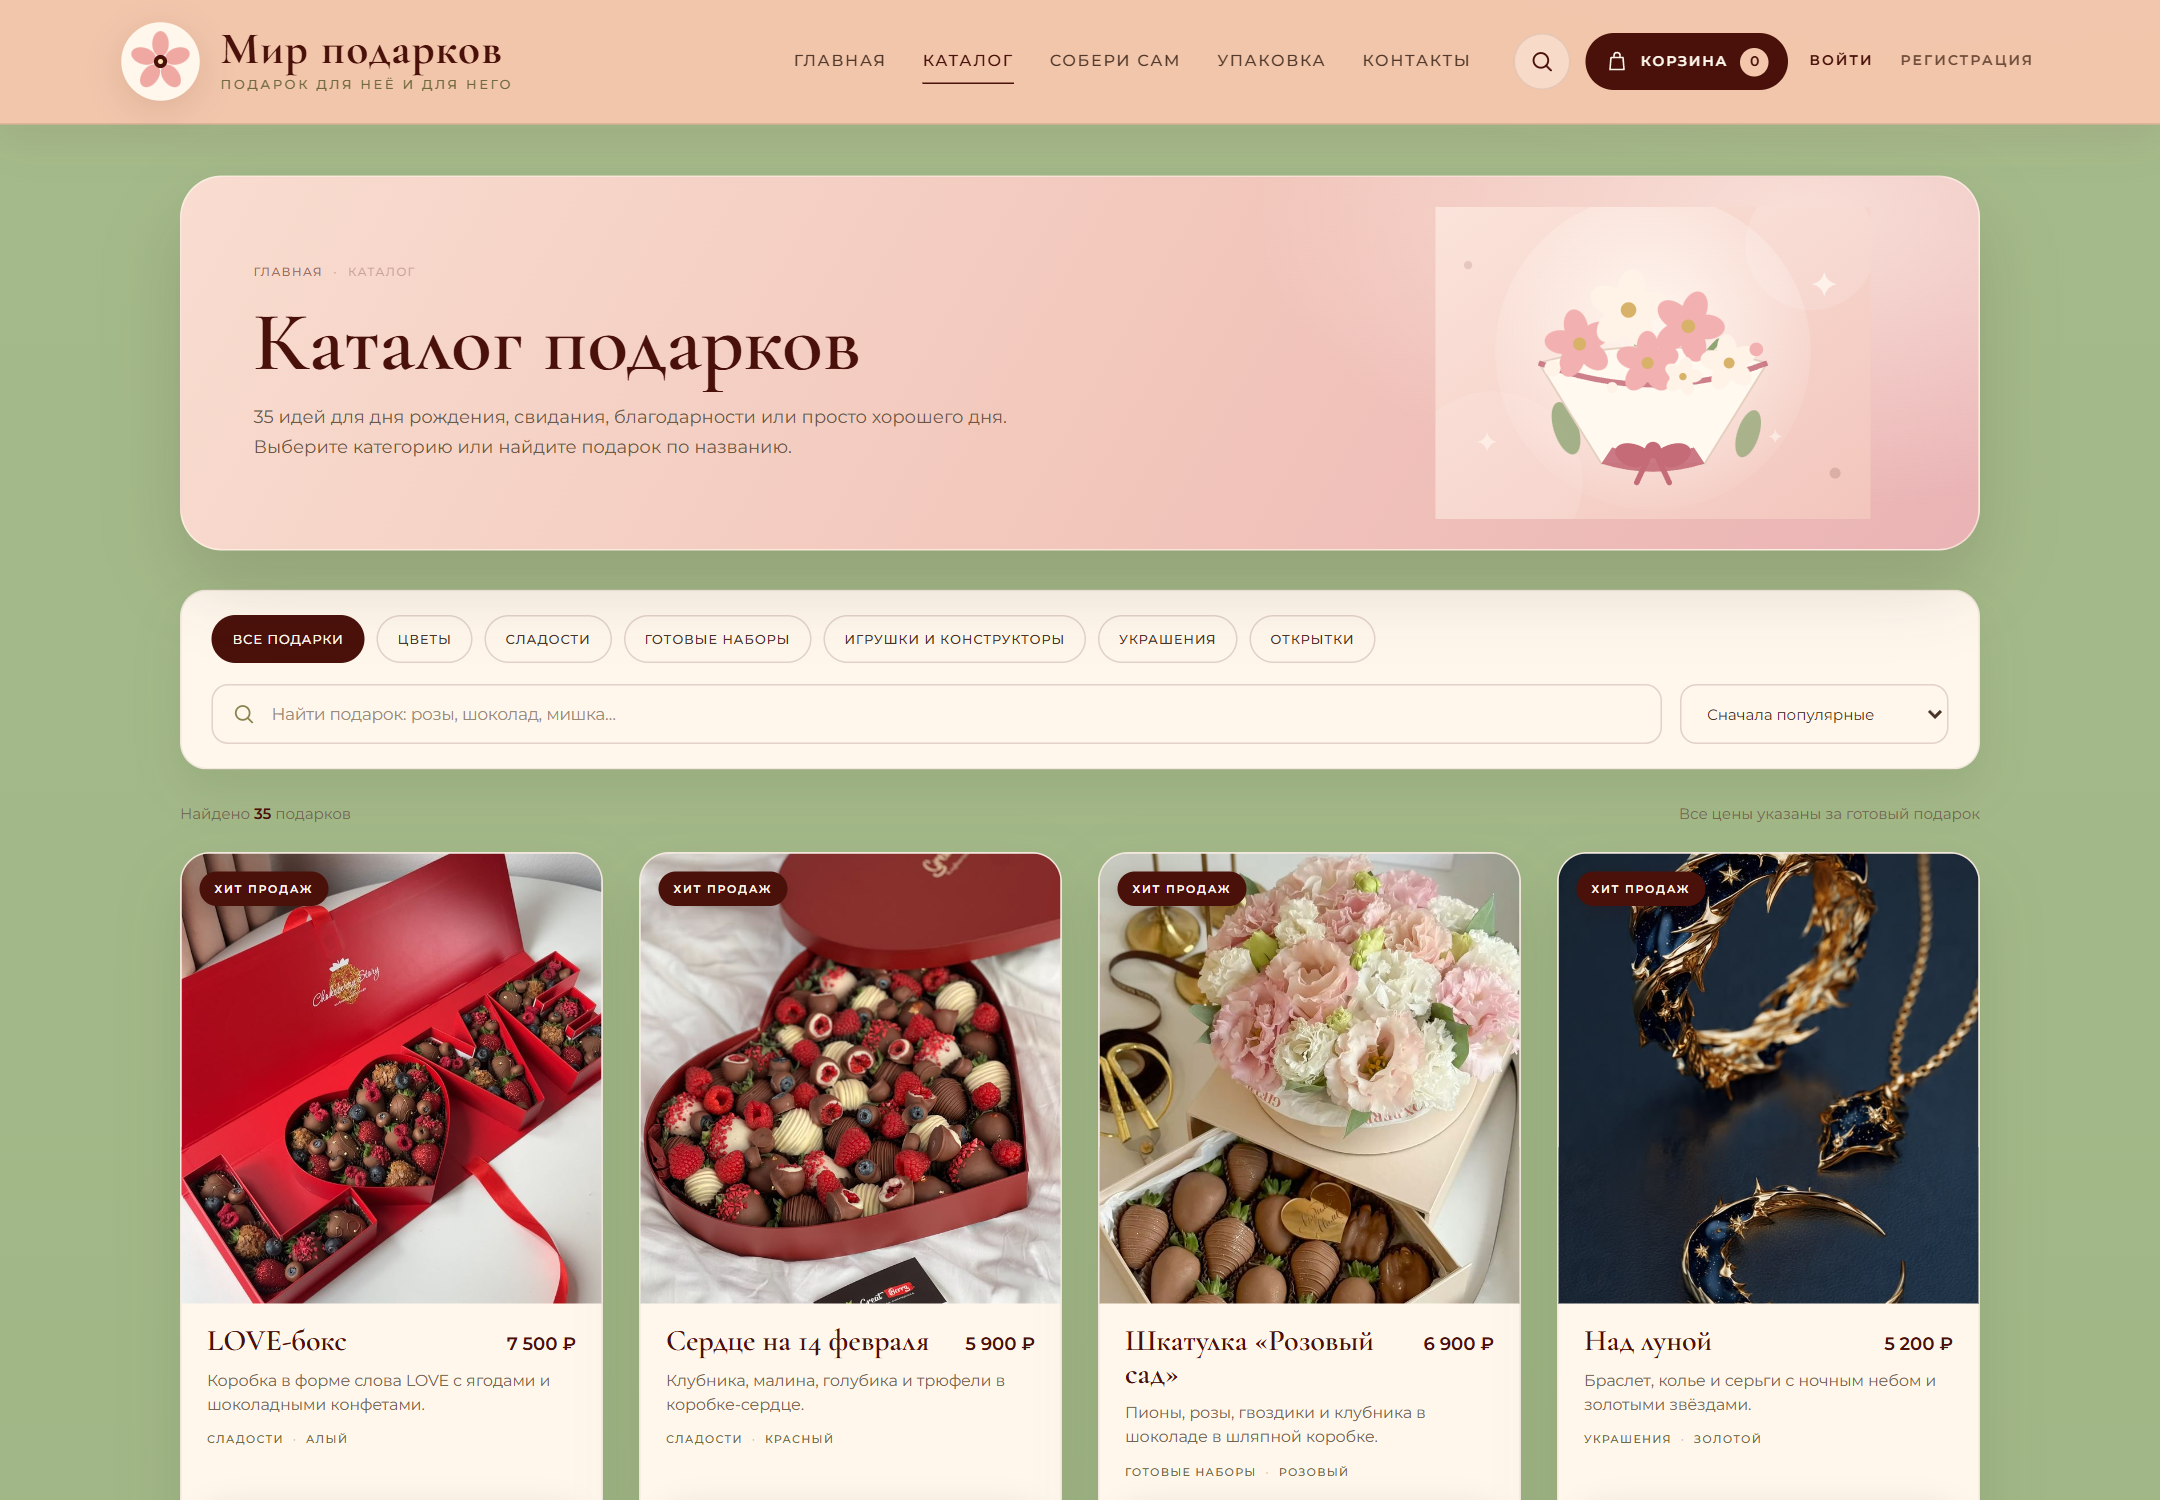 Мир подарков
ПОДАРОК ДЛЯ НЕЁ И ДЛЯ НЕГО
ГЛАВНАЯ
КАТАЛОГ
СОБЕРИ САМ
УПАКОВКА
КОНТАКТЫ
КОРЗИНА 0
ВОЙТИ
РЕГИСТРАЦИЯ
ГЛАВНАЯ · КАТАЛОГ
Каталог подарков
35 идей для дня рождения, свидания, благодарности или просто хорошего дня.
Выберите категорию или найдите подарок по названию.
ВСЕ ПОДАРКИ
ЦВЕТЫ
СЛАДОСТИ
ГОТОВЫЕ НАБОРЫ
ИГРУШКИ И КОНСТРУКТОРЫ
УКРАШЕНИЯ
ОТКРЫТКИ
Найти подарок: розы, шоколад, мишка...
Сначала популярные
Найдено 35 подарков
Все цены указаны за готовый подарок
ХИТ ПРОДАЖ
LOVE-бокс
7 500 ₽
Коробка в форме слова LOVE с ягодами и
шоколадными конфетами.
СЛАДОСТИ · АЛЫЙ
ХИТ ПРОДАЖ
Great Berry
Сердце на 14 февраля
5 900 ₽
Клубника, малина, голубика и трюфели в
коробке-сердце.
СЛАДОСТИ · КРАСНЫЙ
ХИТ ПРОДАЖ
Шкатулка «Розовый
сад»
6 900 ₽
Пионы, розы, гвоздики и клубника в
шоколаде в шляпной коробке.
ГОТОВЫЕ НАБОРЫ · РОЗОВЫЙ
ХИТ ПРОДАЖ
Над луной
5 200 ₽
Браслет, колье и серьги с ночным небом и
золотыми звёздами.
УКРАШЕНИЯ · ЗОЛОТОЙ